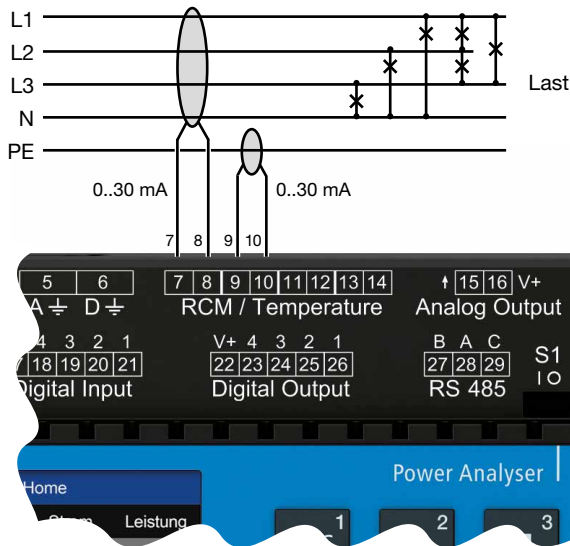 L1
L2
L3
Last
N
PE
0..30 mA 0..30 mA
7 8 9 10
5 6 7 8 9 10 11 12 13 14 15 16 V+
A D RCM / Temperature Analog Output
4 3 2 1 V+ 4 3 2 1 B A C
18 19 20 21 22 23 24 25 26 27 28 29 S1
Digital Input Digital Output RS 485 I O
Power Analyser
Home
Strom Leistung
1 2 3